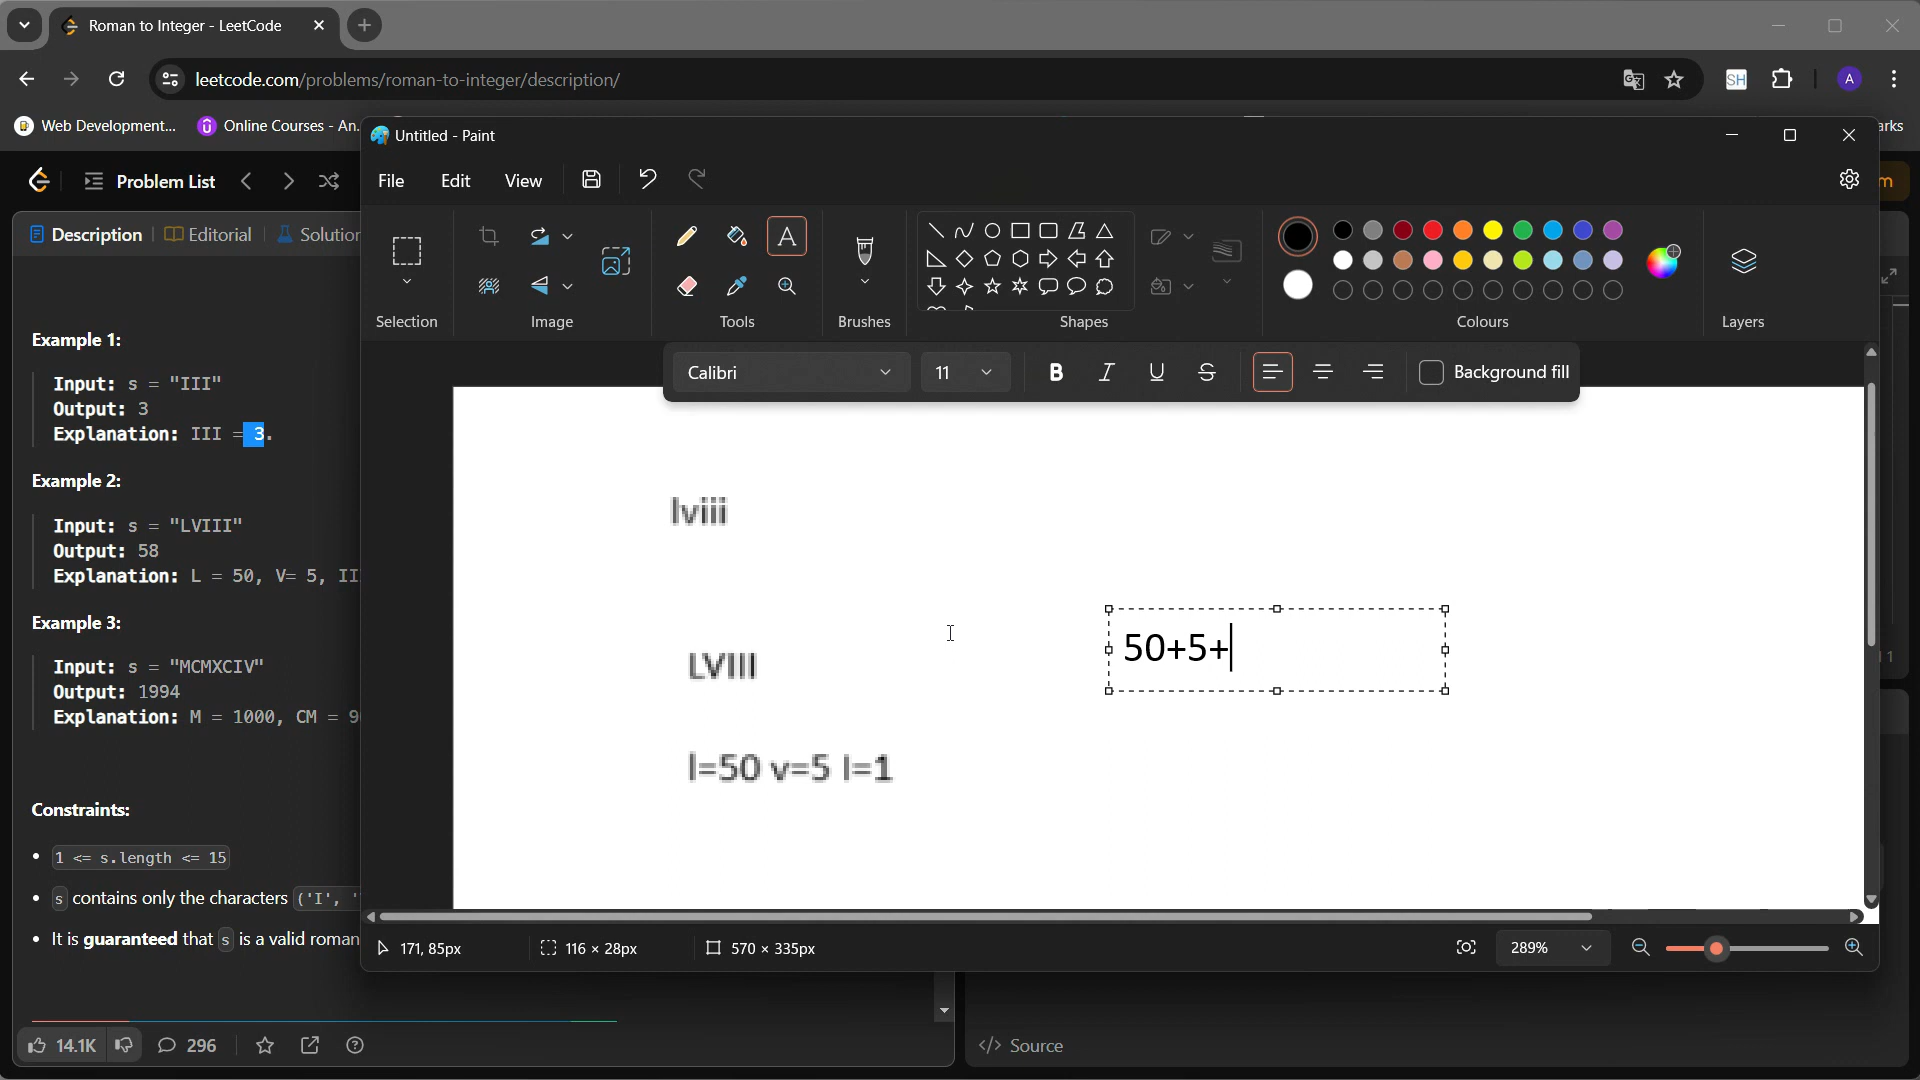 Roman to Integer - LeetCode
leetcode.com/problems/roman-to-integer/description/
SH
A
Web Development...
Online Courses - An.
arks
Untitled - Paint
Problem List
File Edit View
m
Description
Editorial
Solution
Selection
Image
Tools
Brushes
Shapes
Colours
Layers
Calibri
11
B I U S
Background fill
Example 1:
Input: s = "III"
Output: 3
Explanation: III = 3.
Example 2:
Input: s = "LVIII"
Output: 58
Explanation: L = 50, V= 5, II
Example 3:
Input: s = "MCMXCIV"
Output: 1994
Explanation: M = 1000, CM = 9
Constraints:
1 <= s.length <= 15
s contains only the characters ('I', '
It is guaranteed that s is a valid roman
lviii
LVIII
50+5+
l=50 v=5 I=1
171, 85px
116 × 28px
570 × 335px
289%
14.1K
296
Source